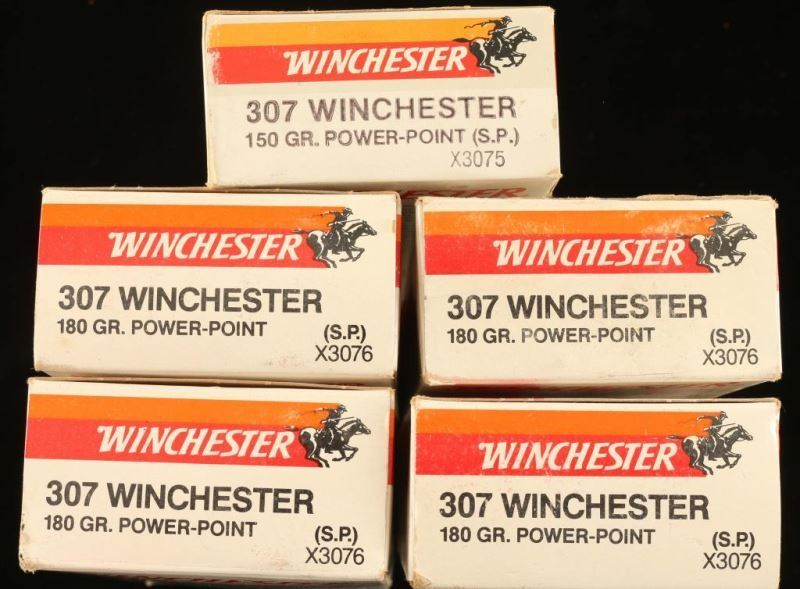 WINCHESTER
307 WINCHESTER
150 GR. POWER-POINT (S.P.)
X3075
WINCHESTER
307 WINCHESTER
180 GR. POWER-POINT (S.P.)
X3076
WINCHESTER
307 WINCHESTER
180 GR. POWER-POINT (S.P.)
X3076
WINCHESTER
307 WINCHESTER
180 GR. POWER-POINT (S.P.)
X3076
WINCHESTER
307 WINCHESTER
180 GR. POWER-POINT (S.P.)
X3076